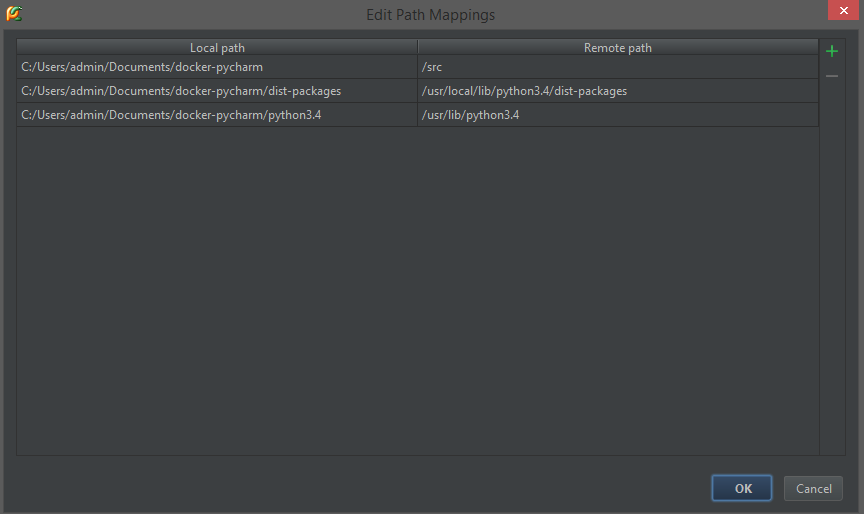 Edit Path Mappings
Local path Remote path
C:/Users/admin/Documents/docker-pycharm /src
C:/Users/admin/Documents/docker-pycharm/dist-packages /usr/local/lib/python3.4/dist-packages
C:/Users/admin/Documents/docker-pycharm/python3.4 /usr/lib/python3.4
OK Cancel